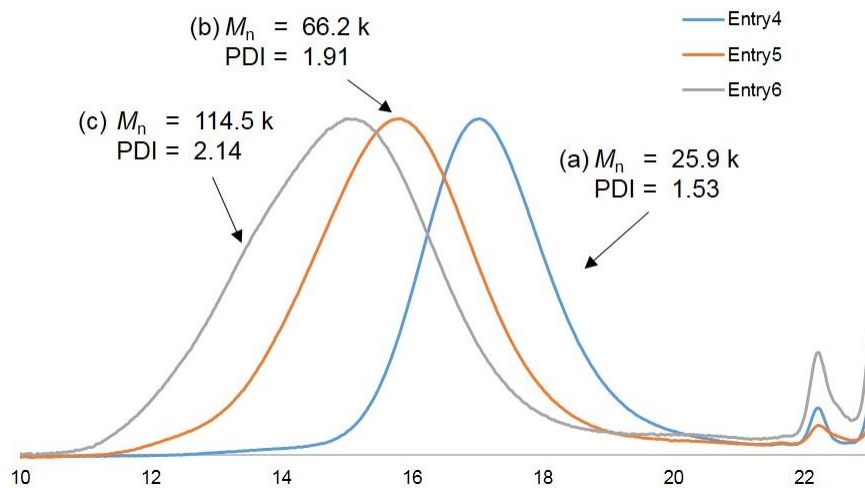 (b) Mn = 66.2 k
PDI = 1.91
Entry4
Entry5
Entry6
(c) Mn = 114.5 k
PDI = 2.14
(a) Mn = 25.9 k
PDI = 1.53
10 12 14 16 18 20 22